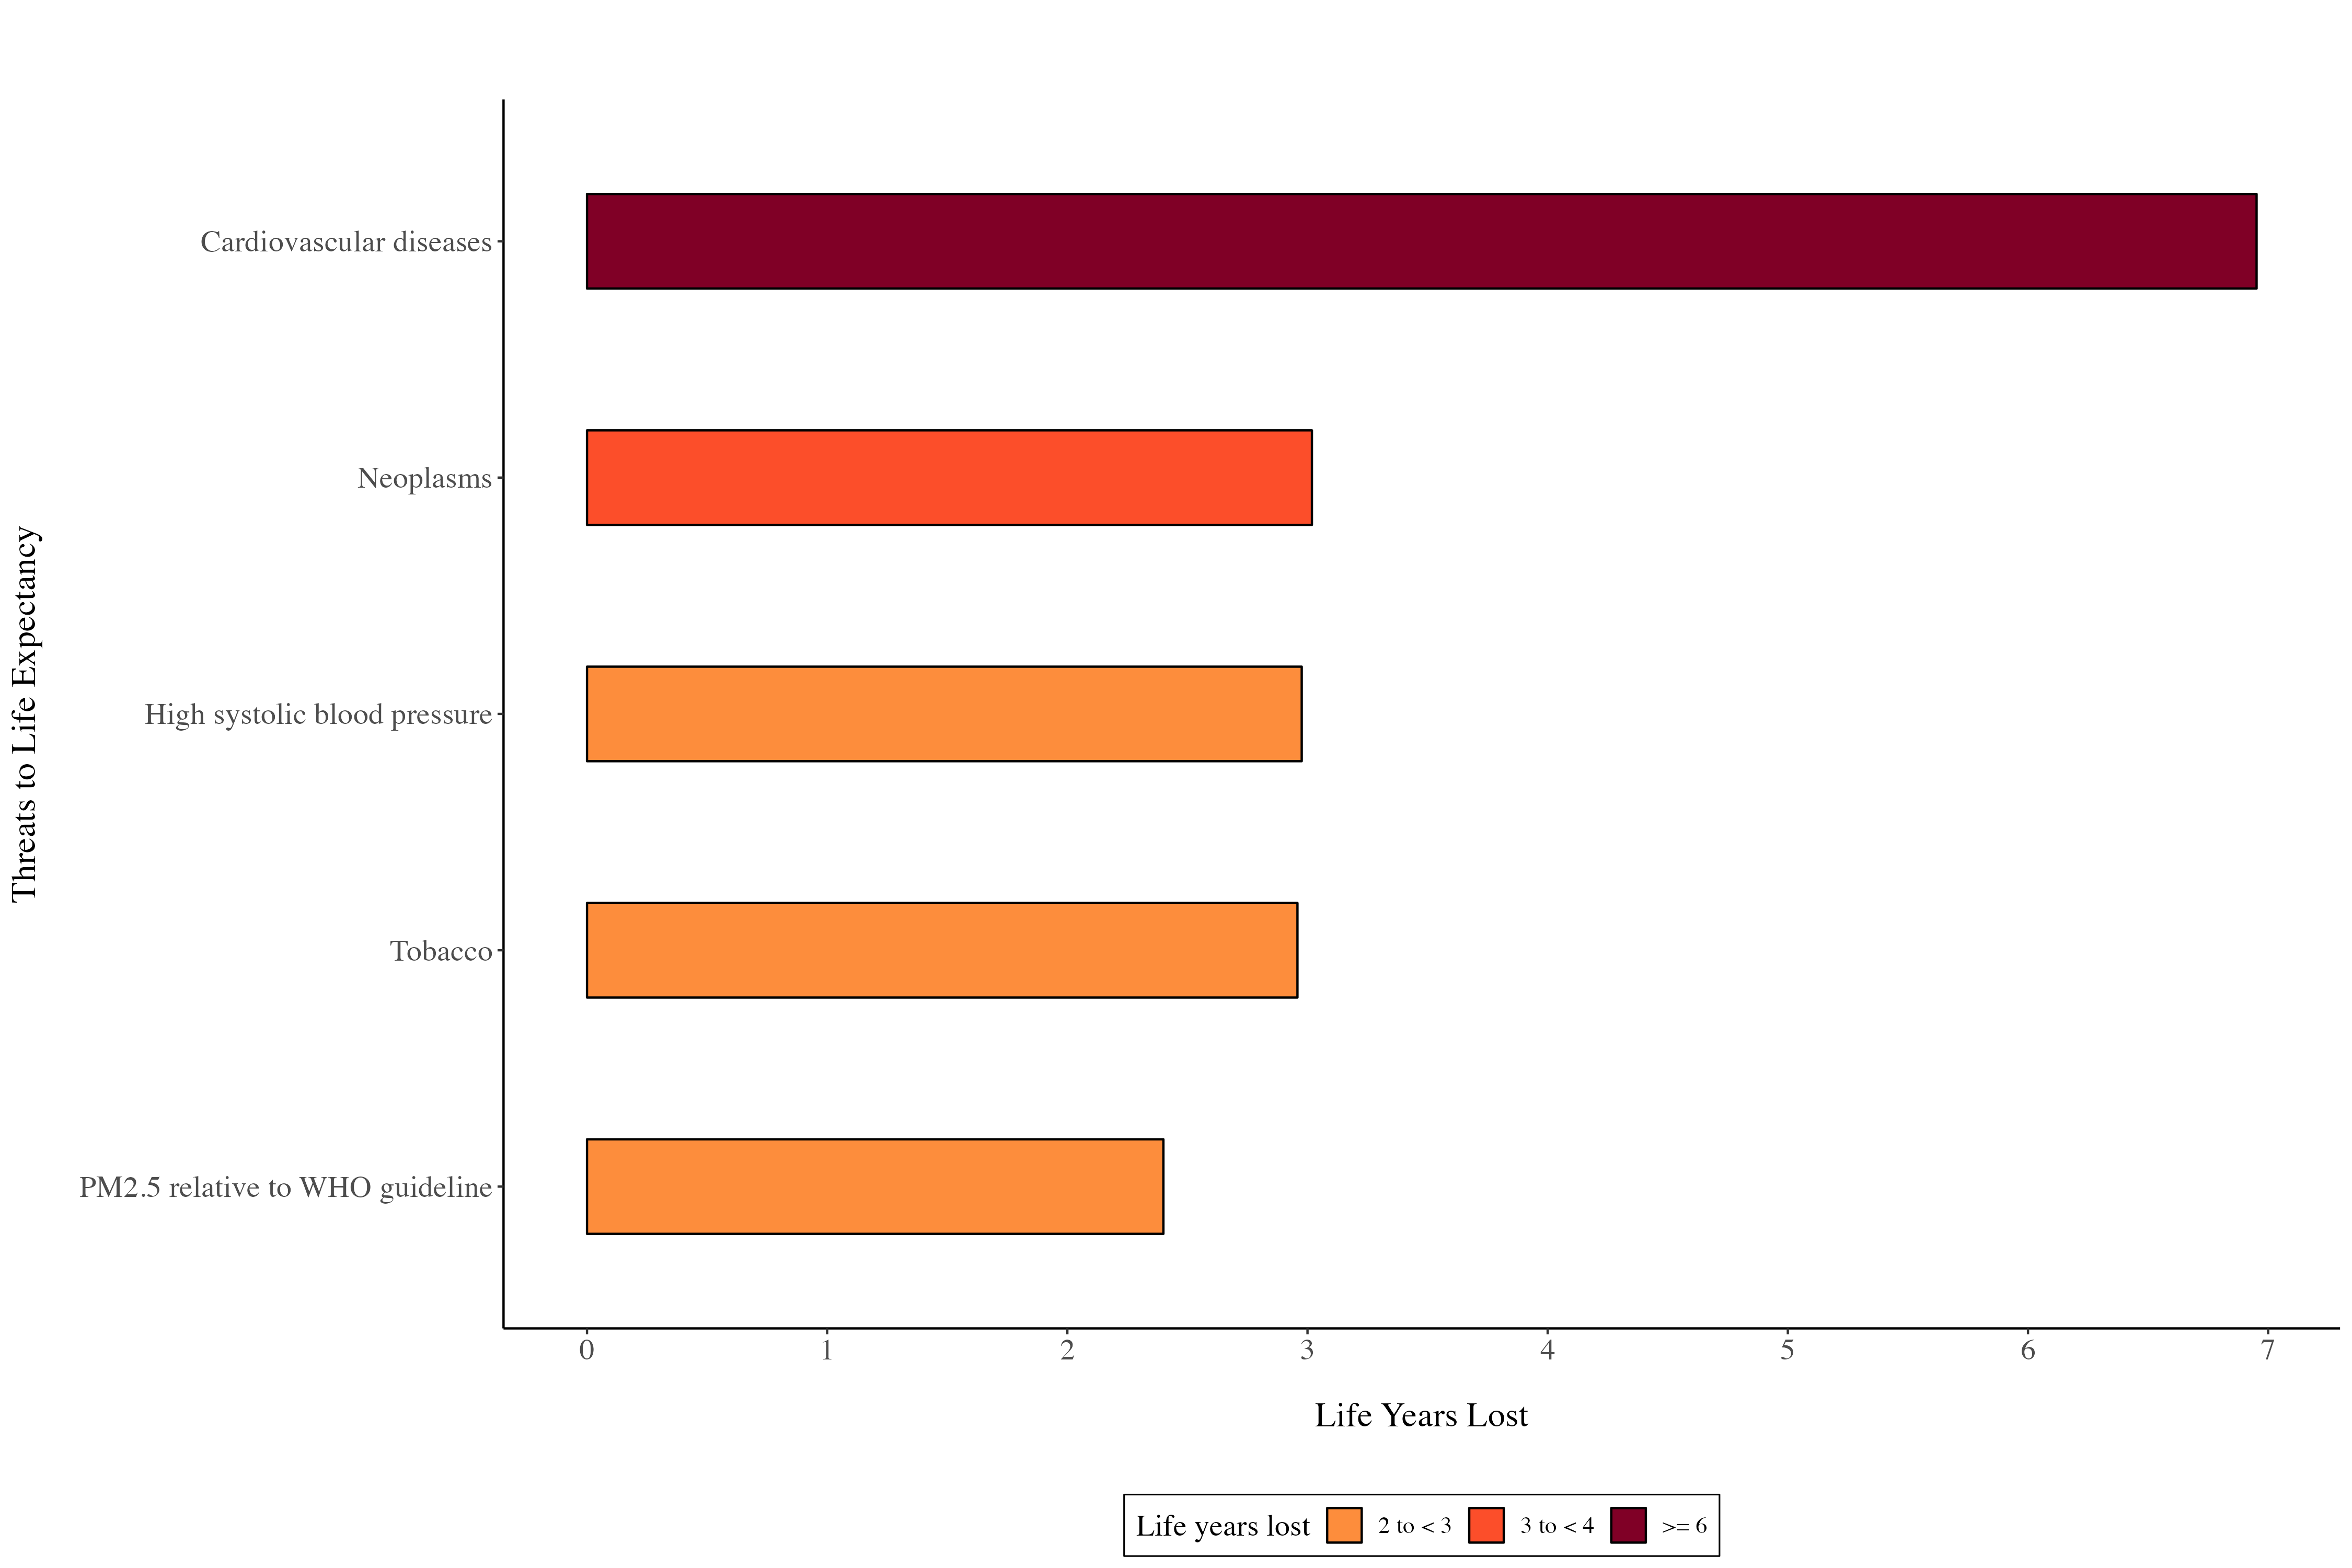 Threats to Life Expectancy
Cardiovascular diseases
Neoplasms
High systolic blood pressure
Tobacco
PM2.5 relative to WHO guideline
0 1 2 3 4 5 6 7
Life Years Lost
Life years lost 2 to < 3 3 to < 4 >= 6